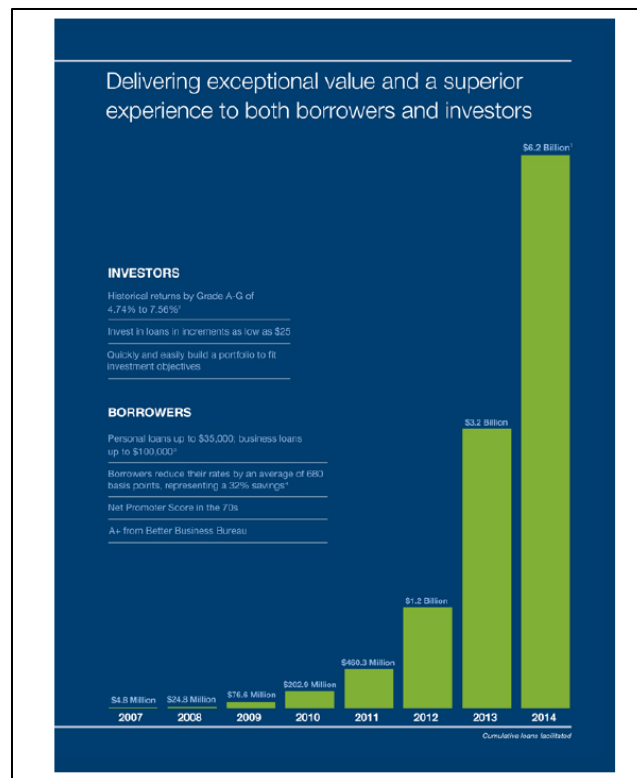 Delivering exceptional value and a superior
experience to both borrowers and investors
$6.2 Billion¹
INVESTORS
Historical returns by Grade A-G of
4.74% to 7.56%²
Invest in loans in increments as low as $25
Quickly and easily build a portfolio to fit
investment objectives
BORROWERS
Personal loans up to $35,000; business loans
up to $100,000³
Borrowers reduce their rates by an average of 680
basis points, representing a 32% savings⁴
Net Promoter Score in the 70s
A+ from Better Business Bureau
$3.2 Billion
$1.2 Billion
$460.3 Million
$202.9 Million
$76.6 Million
$4.8 Million $24.8 Million
2007 2008 2009 2010 2011 2012 2013 2014
Cumulative loans facilitated